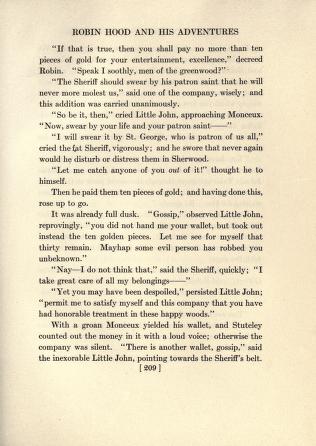 ROBIN HOOD AND HIS ADVENTURES
"If that is true, then you shall pay no more than ten
pieces of gold for your entertainment, excellence," decreed
Robin. "Speak I soothly, men of the greenwood?"
"The Sheriff should swear by his patron saint that he will
never more molest us," said one of the company, wisely; and
this addition was carried unanimously.
"So be it, then," cried Little John, approaching Monceux.
"Now, swear by your life and your patron saint——"
"I will swear it by St. George, who is patron of us all,"
cried the fat Sheriff, vigorously; and he swore that never again
would he disturb or distress them in Sherwood.
"Let me catch anyone of you out of it!" thought he to
himself.
Then he paid them ten pieces of gold; and having done this,
rose up to go.
It was already full dusk. "Gossip," observed Little John,
reprovingly, "you did not hand me your wallet, but took out
instead the ten golden pieces. Let me see for myself that
thirty remain. Mayhap some evil person has robbed you
unbeknown."
"Nay—I do not think that," said the Sheriff, quickly; "I
take great care of all my belongings——"
"Yet you may have been despoiled," persisted Little John;
"permit me to satisfy myself and this company that you have
had honorable treatment in these happy woods."
With a groan Monceux yielded his wallet, and Stuteley
counted out the money in it with a loud voice; otherwise the
company was silent. "There is another wallet, gossip," said
the inexorable Little John, pointing towards the Sheriff's belt.
[ 209 ]